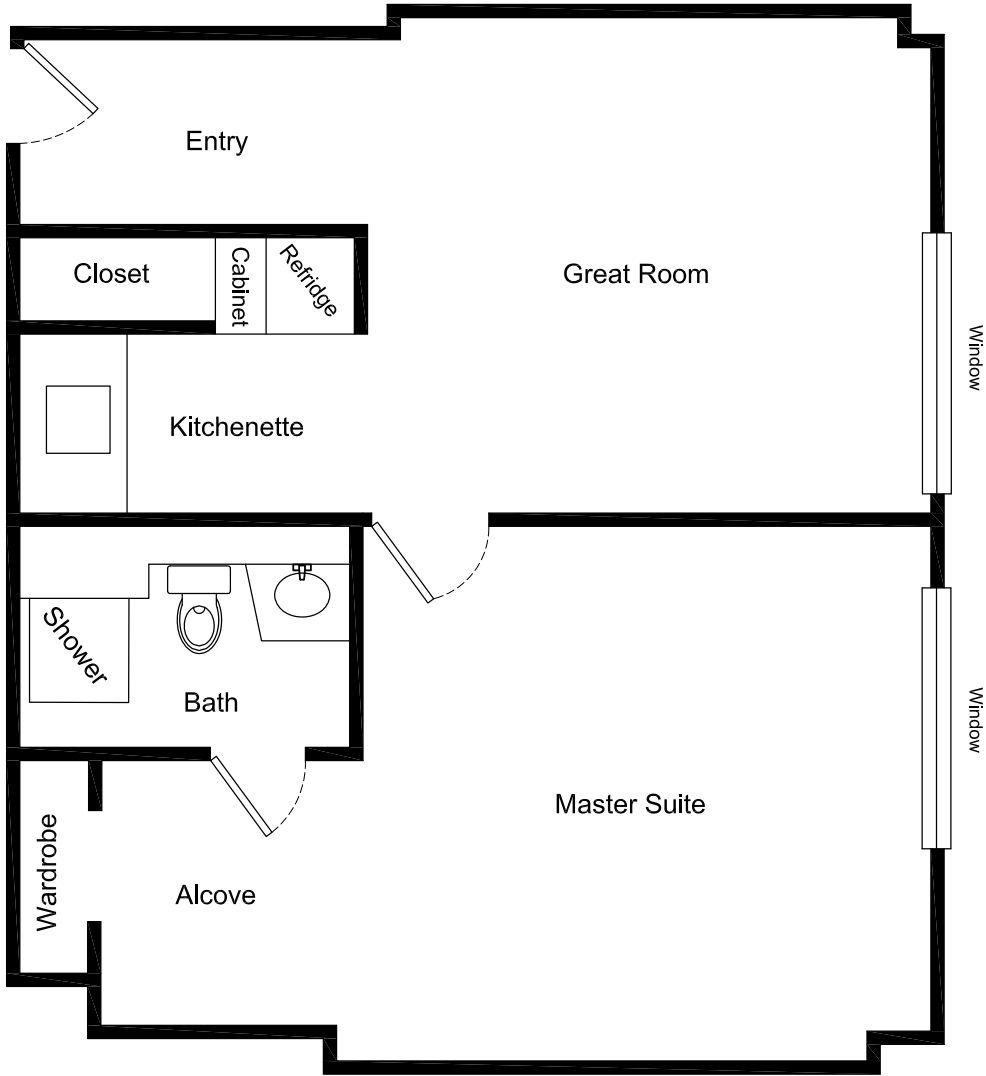 Entry
Closet
Cabinet
Refridge
Great Room
Window
Kitchenette
Shower
Bath
Window
Master Suite
Wardrobe
Alcove